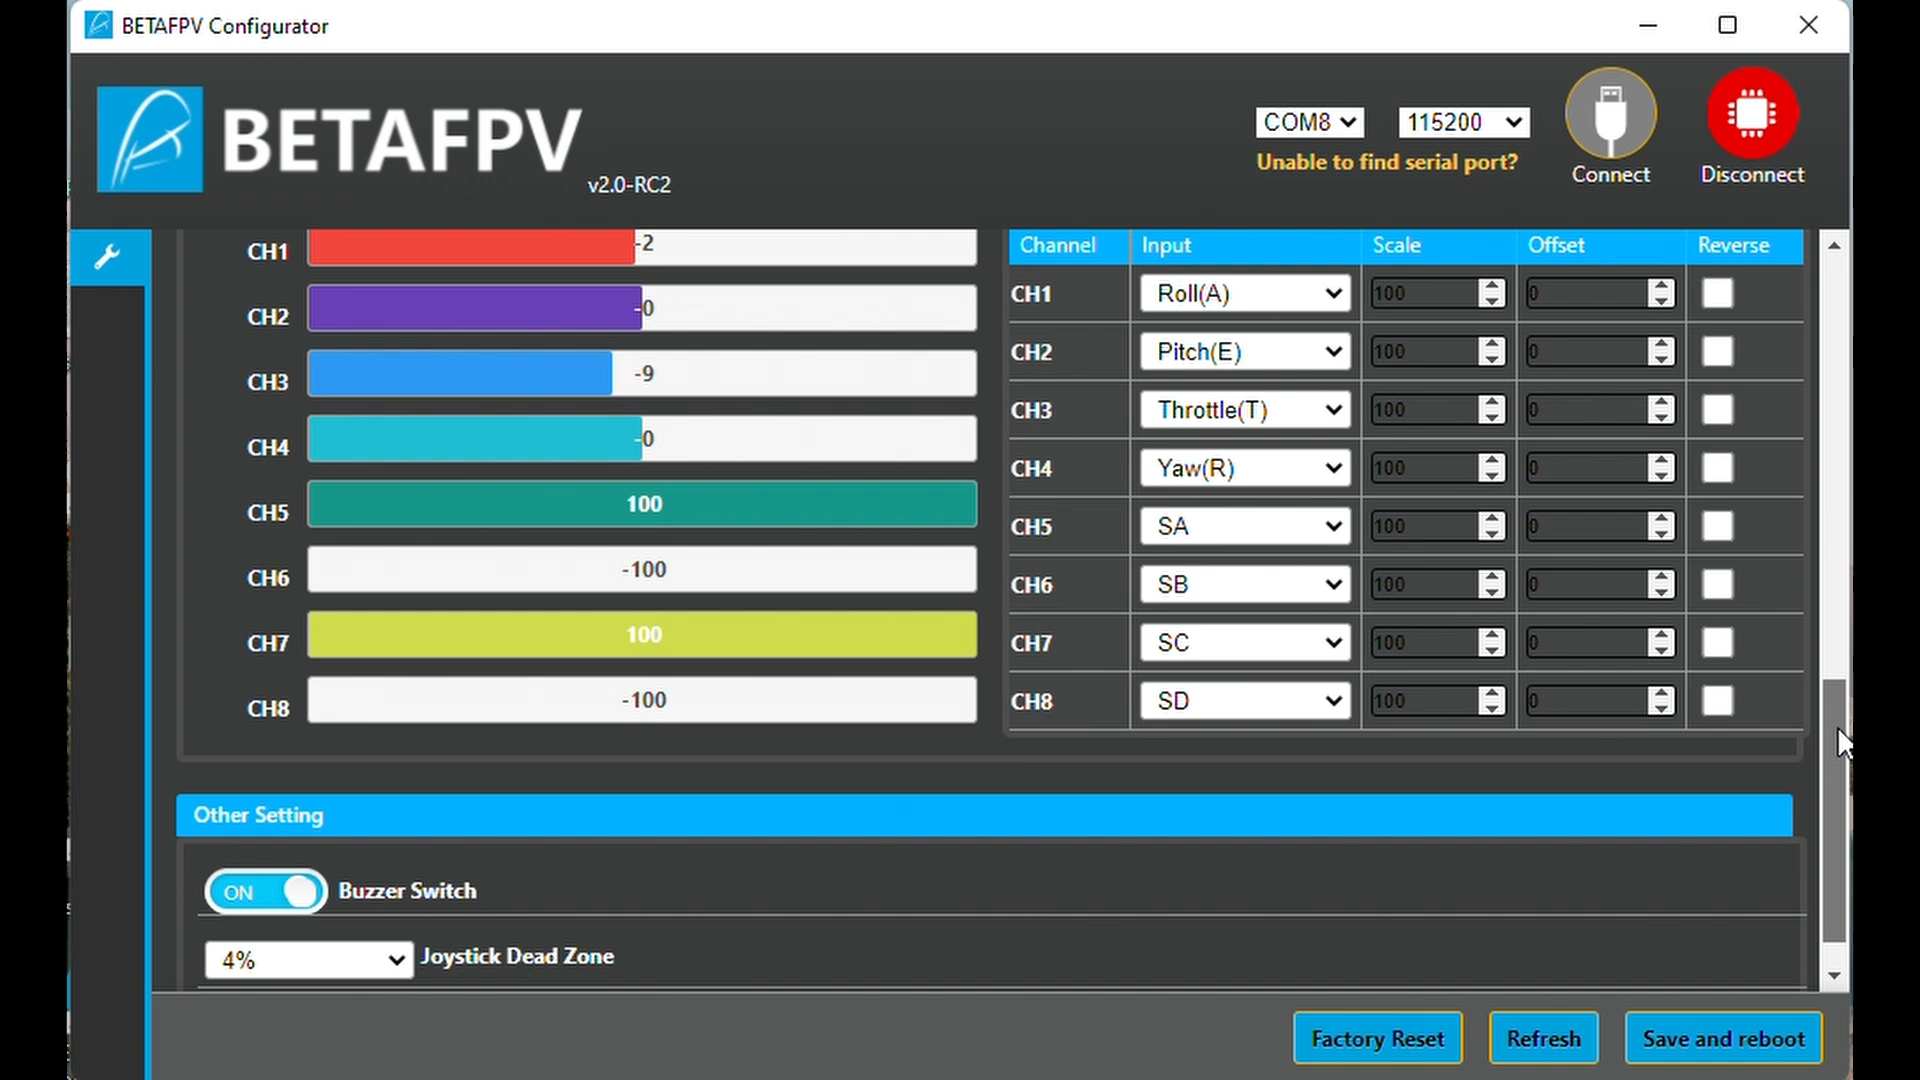 BETAFPV Configurator
BETAFPV
v2.0-RC2
COM8
115200
Unable to find serial port?
Connect
Disconnect
CH1
-2
CH2
-0
CH3
-9
CH4
-0
CH5
100
CH6
-100
CH7
100
CH8
-100
Channel Input Scale Offset Reverse
CH1 Roll(A) 100 0
CH2 Pitch(E) 100 0
CH3 Throttle(T) 100 0
CH4 Yaw(R) 100 0
CH5 SA 100 0
CH6 SB 100 0
CH7 SC 100 0
CH8 SD 100 0
Other Setting
ON Buzzer Switch
4% Joystick Dead Zone
Factory Reset
Refresh
Save and reboot